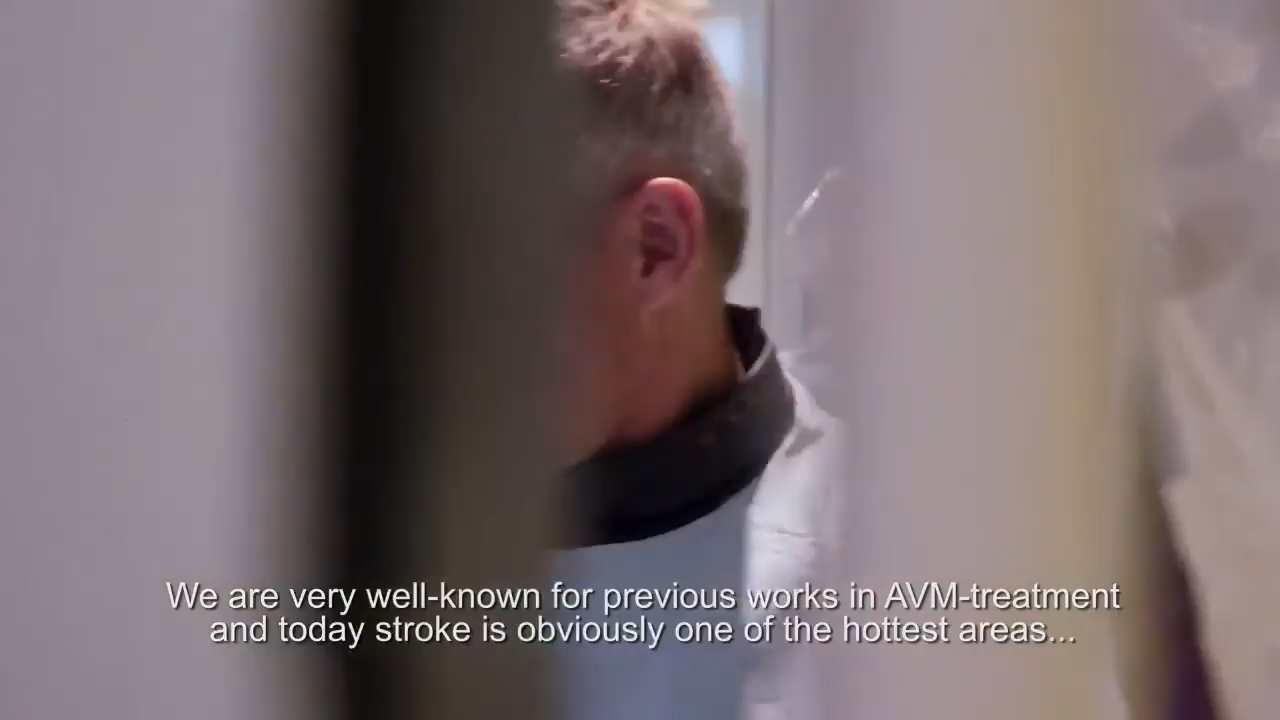 We are very well-known for previous works in AVM-treatment
and today stroke is obviously one of the hottest areas...